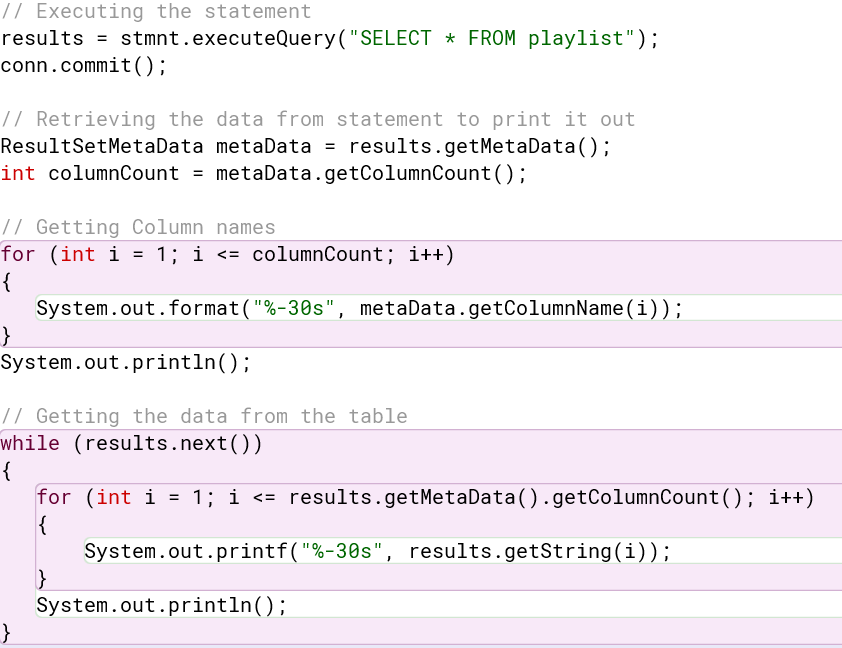 // Executing the statement
results = stmnt.executeQuery("SELECT * FROM playlist");
conn.commit();

// Retrieving the data from statement to print it out
ResultSetMetaData metaData = results.getMetaData();
int columnCount = metaData.getColumnCount();

// Getting Column names
for (int i = 1; i <= columnCount; i++)
{
   System.out.format("%-30s", metaData.getColumnName(i));
}
System.out.println();

// Getting the data from the table
while (results.next())
{
   for (int i = 1; i <= results.getMetaData().getColumnCount(); i++)
   {
       System.out.printf("%-30s", results.getString(i));
   }
   System.out.println();
}